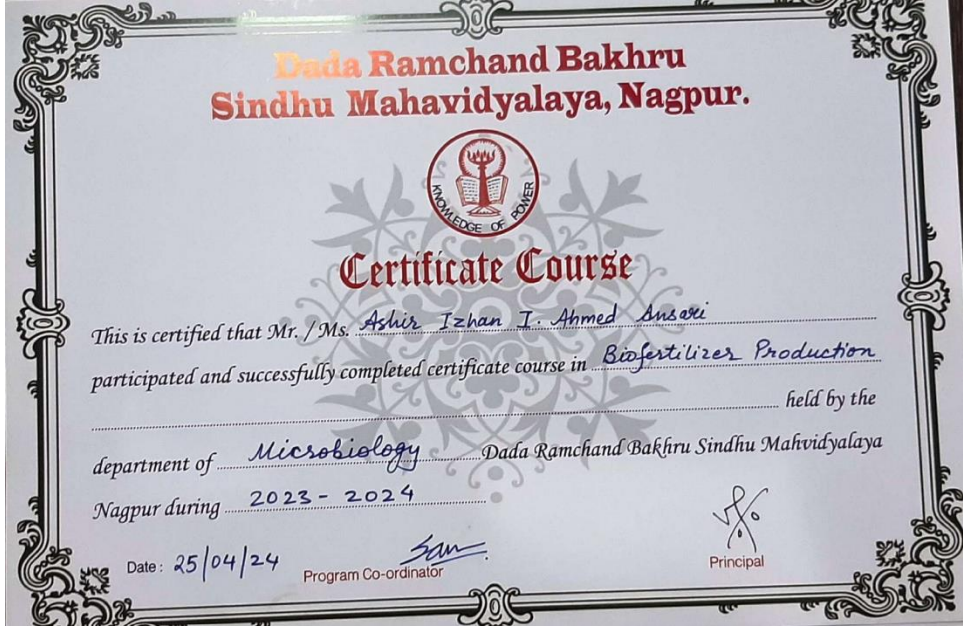 Dada Ramchand Bakhru
Sindhu Mahavidyalaya, Nagpur.
KNOWLEDGE OF POWER
Certificate Course
This is certified that Mr. / Ms. Ashir Izhan I. Ahmed Ansari
participated and successfully completed certificate course in Biofertilizer Production
held by the
department of Microbiology Dada Ramchand Bakhru Sindhu Mahvidyalaya
Nagpur during 2023 - 2024
Date : 25/04/24
Program Co-ordinator
Principal